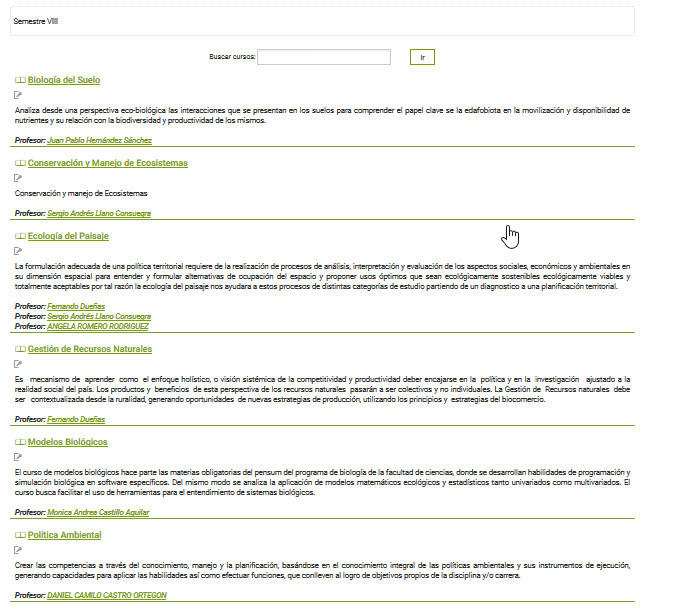 Semestre VIII
Buscar cursos:
Ir
Biología del Suelo
Analiza desde una perspectiva eco-biológica las interacciones que se presentan en los suelos para comprender el papel clave se la edafobiota en la movilización y disponibilidad de
nutrientes y su relación con la biodiversidad y productividad de los mismos.
Profesor: Juan Pablo Hernández Sánchez
Conservación y Manejo de Ecosistemas
Conservación y manejo de Ecosistemas
Profesor: Sergio Andrés Llano Consuegra
Ecología del Paisaje
La formulación adecuada de una política territorial requiere de la realización de procesos de análisis, interpretación y evaluación de los aspectos sociales, económicos y ambientales en
su dimensión espacial para entender y formular alternativas de ocupación del espacio y proponer usos óptimos que sean ecológicamente sostenibles ecológicamente viables y
totalmente aceptables por tal razón la ecología del paisaje nos ayudara a estos procesos de distintas categorías de estudio partiendo de un diagnostico a una planificación territorial.
Profesor: Fernando Dueñas
Profesor: Sergio Andrés Llano Consuegra
Profesor: ANGELA ROMERO RODRIGUEZ
Gestión de Recursos Naturales
Es mecanismo de aprender como el enfoque holístico, o visión sistémica de la competitividad y productividad deber encajarse en la política y en la investigación ajustado a la
realidad social del país. Los productos y beneficios de esta perspectiva de los recursos naturales pasarán a ser colectivos y no individuales. La Gestión de Recursos naturales debe
ser contextualizada desde la ruralidad, generando oportunidades de nuevas estrategias de producción, utilizando los principios y estrategias del biocomercio.
Profesor: Fernando Dueñas
Modelos Biológicos
El curso de modelos biológicos hace parte las materias obligatorias del pensum del programa de biología de la facultad de ciencias, donde se desarrollan habilidades de programación y
simulación biológica en software específicos. Del mismo modo se analiza la aplicación de modelos matemáticos ecológicos y estadísticos tanto univariados como multivariados. El
curso busca facilitar el uso de herramientas para el entendimiento de sistemas biológicos.
Profesor: Monica Andrea Castillo Aguilar
Política Ambiental
Crear las competencias a través del conocimiento, manejo y la planificación, basándose en el conocimiento integral de las políticas ambientales y sus instrumentos de ejecución,
generando capacidades para aplicar las habilidades así como efectuar funciones, que conlleven al logro de objetivos propios de la disciplina y/o carrera.
Profesor: DANIEL CAMILO CASTRO ORTEGON